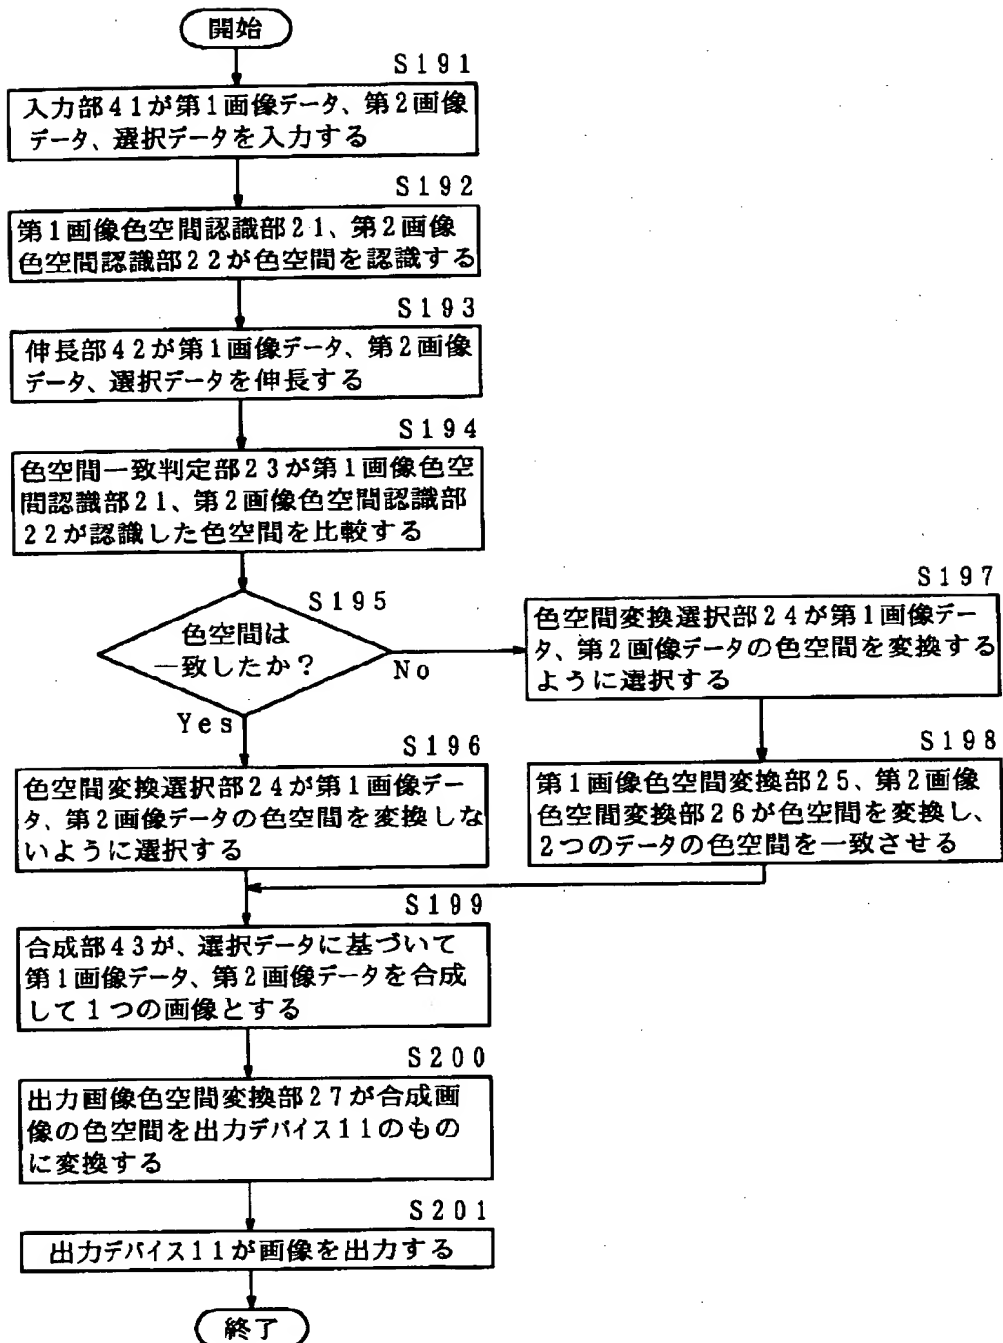 開始
S191
入力部41が第1画像データ、第2画像
データ、選択データを入力する
S192
第1画像色空間認識部21、第2画像
色空間認識部22が色空間を認識する
S193
伸長部42が第1画像データ、第2画像
データ、選択データを伸長する
S194
色空間一致判定部23が第1画像色空
間認識部21、第2画像色空間認識部
22が認識した色空間を比較する
S195
色空間は
一致したか？
No
Yes
S197
色空間変換選択部24が第1画像デー
タ、第2画像データの色空間を変換する
ように選択する
S198
第1画像色空間変換部25、第2画像
色空間変換部26が色空間を変換し、
2つのデータの色空間を一致させる
S196
色空間変換選択部24が第1画像デー
タ、第2画像データの色空間を変換しな
いように選択する
S199
合成部43が、選択データに基づいて
第1画像データ、第2画像データを合成
して1つの画像とする
S200
出力画像色空間変換部27が合成画
像の色空間を出力デバイス11のもの
に変換する
S201
出力デバイス11が画像を出力する
終了